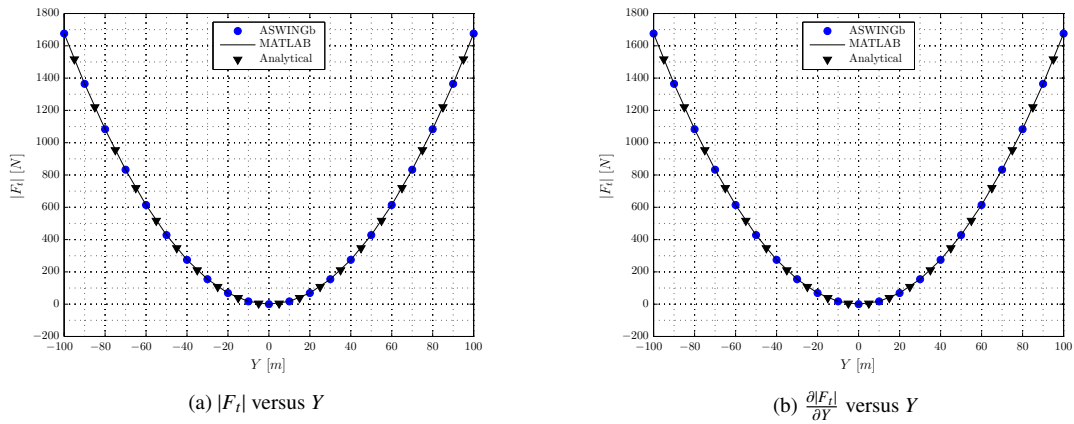 1800
1600
1400
1200
1000
800
600
400
200
0
−200
|F_t| [N]
ASWINGb
MATLAB
Analytical
−100 −80 −60 −40 −20 0 20 40 60 80 100
Y [m]
(a) |F_t| versus Y
1800
1600
1400
1200
1000
800
600
400
200
0
−200
|F_t| [N]
ASWINGb
MATLAB
Analytical
−100 −80 −60 −40 −20 0 20 40 60 80 100
Y [m]
(b) ∂|F_t|/∂Y versus Y